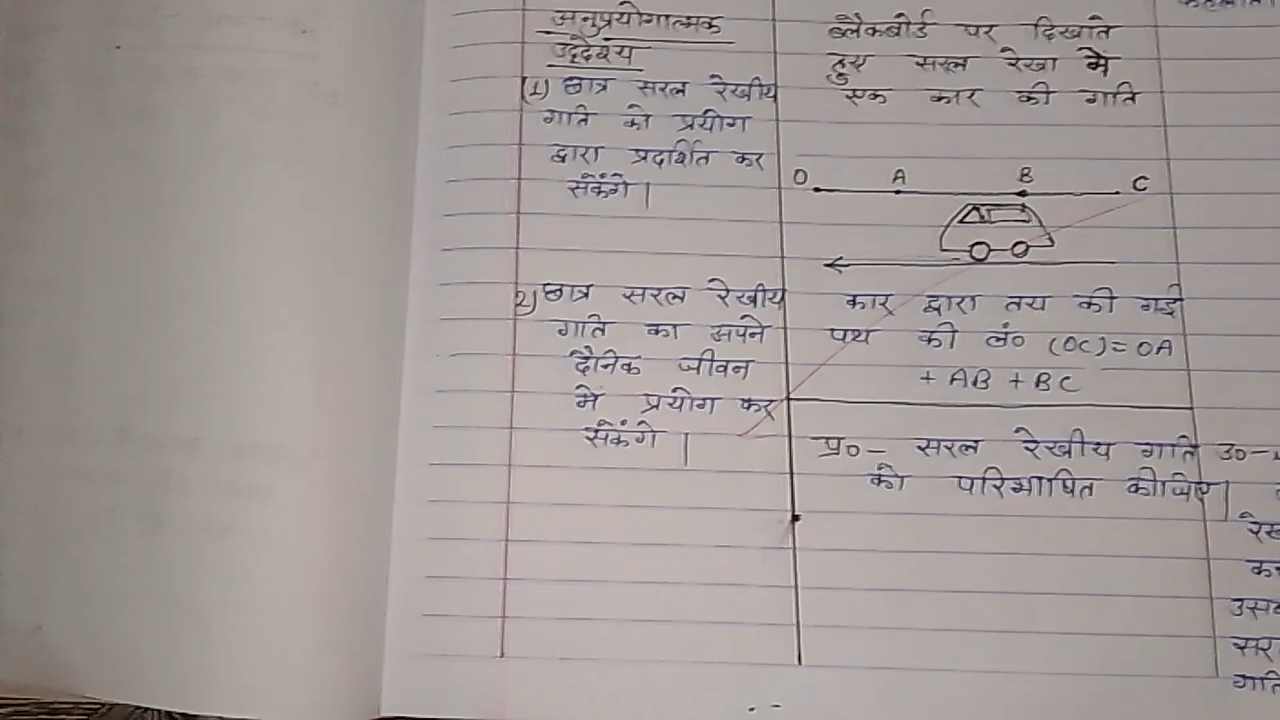 अनुप्रयोगात्मक
उद्देश्य
(1) छात्र सरल रेखीय
गति को प्रयोग
द्वारा प्रदर्शित कर
सकेंगे।
2) छात्र सरल रेखीय
गति का अपने
दैनिक जीवन
में प्रयोग कर
सकेंगे।
ब्लैकबोर्ड पर दिखाते
हुए सरल रेखा में
एक कार की गति
O A B C
कार द्वारा तय की गई
पथ की लं० (OC) = OA
+ AB + BC
प्र०- सरल रेखीय गति
को परिभाषित कीजिए।
उ०-